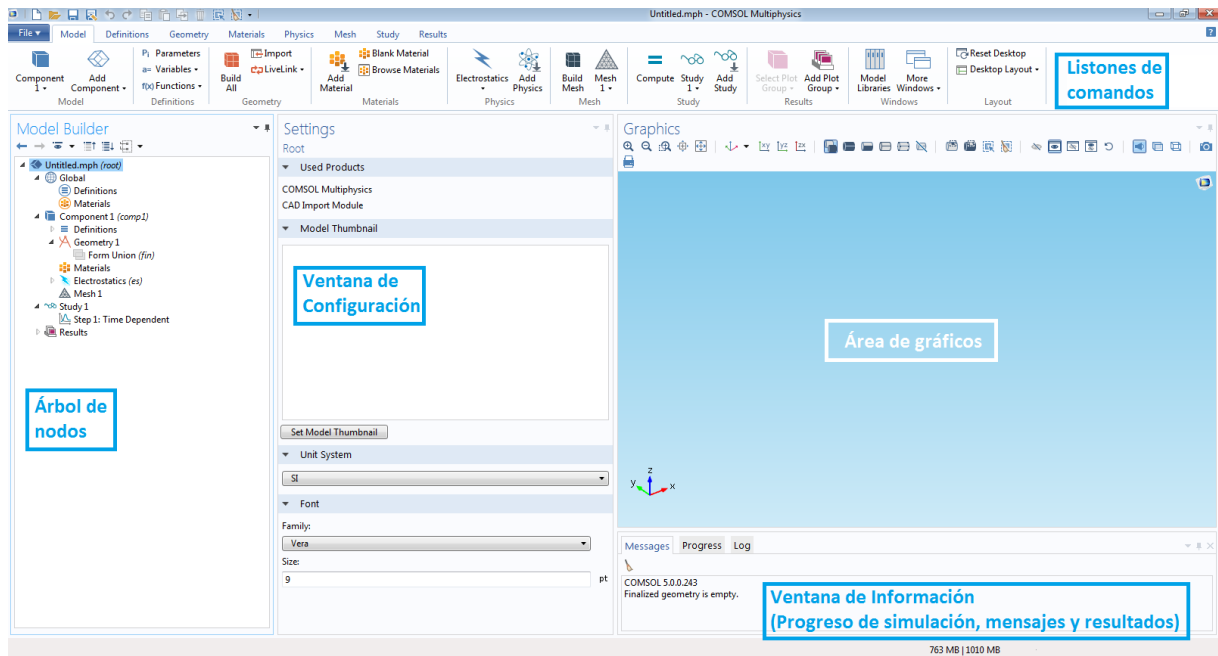 Untitled.mph - COMSOL Multiphysics
File Model Definitions Geometry Materials Physics Mesh Study Results
Component
1
Add
Component
Model
Pi Parameters
a= Variables
f(x) Functions
Definitions
Build
All
Import
LiveLink
Geometry
Add
Material
Blank Material
Browse Materials
Materials
Electrostatics
Add
Physics
Physics
Build
Mesh
Mesh
1
Mesh
Compute
Study
1
Add
Study
Study
Select Plot
Group
Add Plot
Group
Results
Model
Libraries
More
Windows
Windows
Reset Desktop
Desktop Layout
Layout
Listones de
comandos
Model Builder
Untitled.mph (root)
Global
Definitions
Materials
Component 1 (comp1)
Definitions
Geometry 1
Form Union (fin)
Materials
Electrostatics (es)
Mesh 1
Study 1
Step 1: Time Dependent
Results
Árbol de
nodos
Settings
Root
Used Products
COMSOL Multiphysics
CAD Import Module
Model Thumbnail
Ventana de
Configuración
Set Model Thumbnail
Unit System
SI
Font
Family:
Vera
Size:
9 pt
Graphics
xy yz zx
Área de gráficos
z
y x
Messages Progress Log
COMSOL 5.0.0.243
Finalized geometry is empty.
Ventana de Información
(Progreso de simulación, mensajes y resultados)
763 MB | 1010 MB